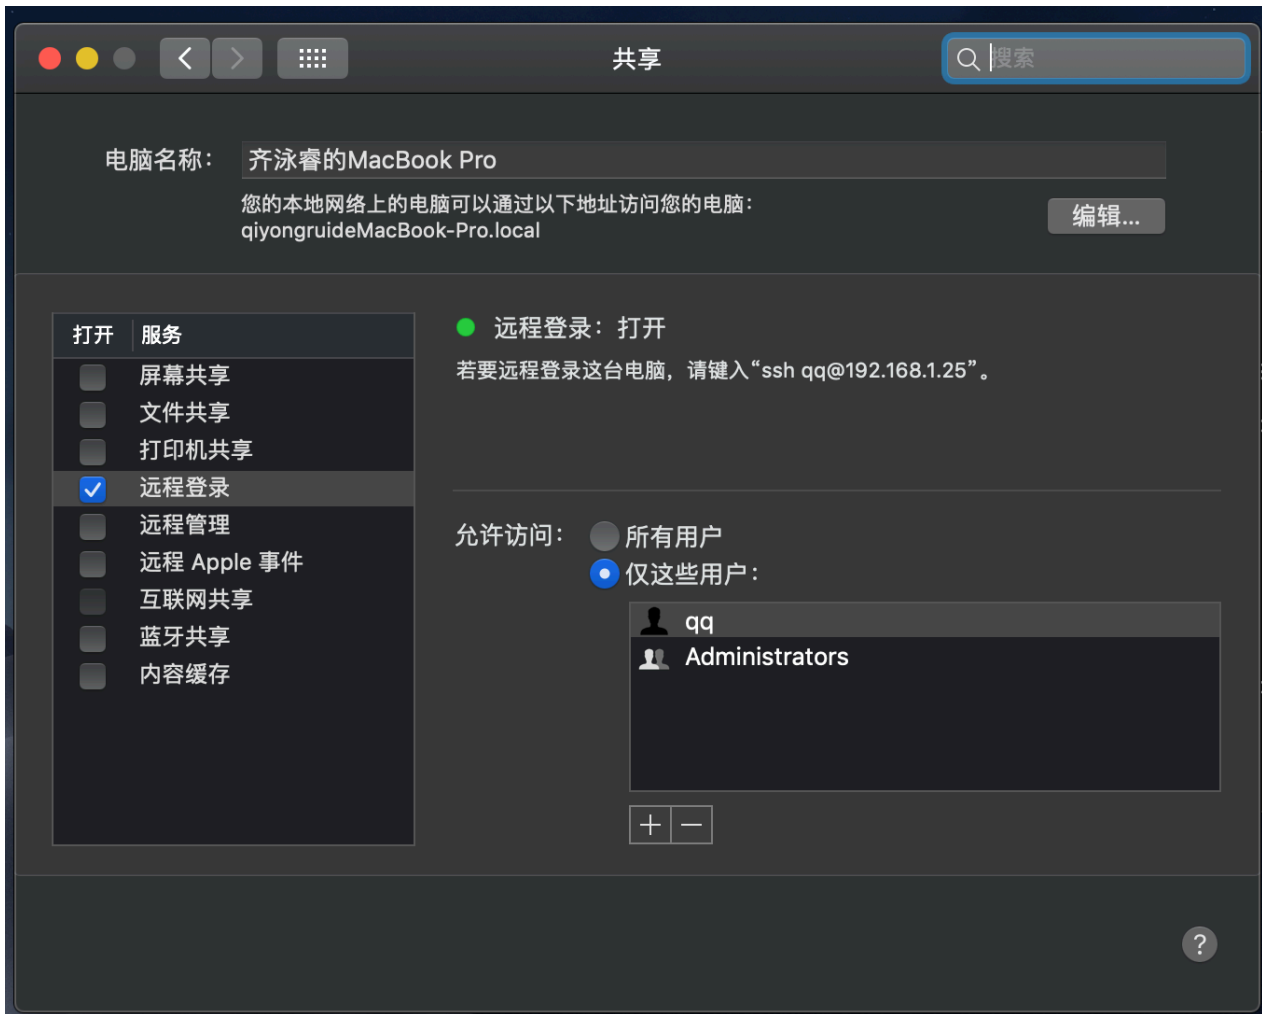 共享
搜索
电脑名称：
齐泳睿的MacBook Pro
您的本地网络上的电脑可以通过以下地址访问您的电脑：
qiyongruideMacBook-Pro.local
编辑...
打开 服务
屏幕共享
文件共享
打印机共享
远程登录
远程管理
远程 Apple 事件
互联网共享
蓝牙共享
内容缓存
远程登录：打开
若要远程登录这台电脑，请键入“ssh qq@192.168.1.25”。
允许访问：
所有用户
仅这些用户：
qq
Administrators
?